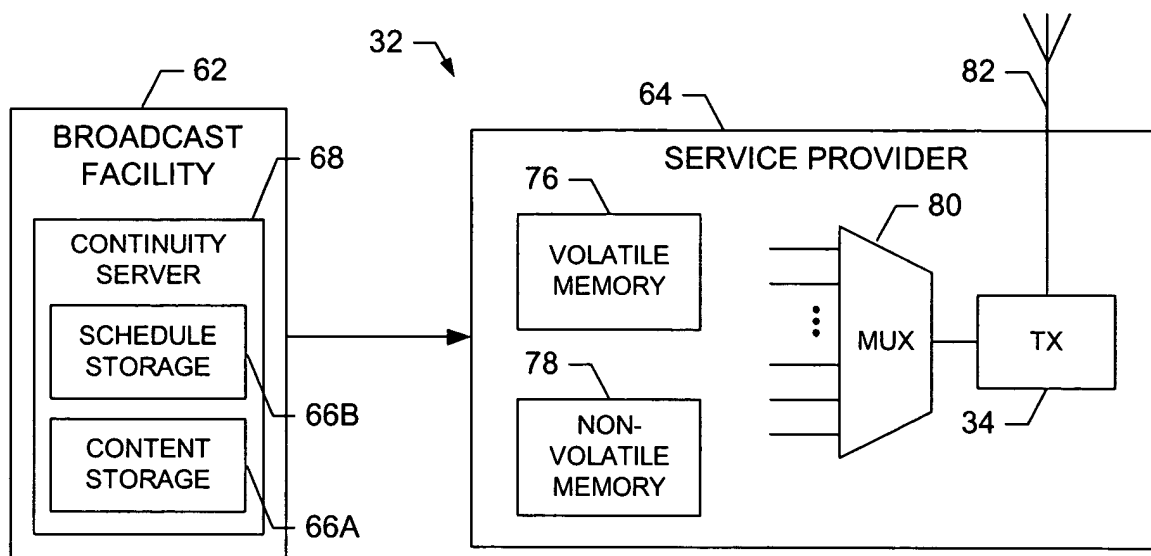 32
62
BROADCAST
FACILITY
68
CONTINUITY
SERVER
SCHEDULE
STORAGE
66B
CONTENT
STORAGE
66A
64
82
SERVICE PROVIDER
76
VOLATILE
MEMORY
78
NON-
VOLATILE
MEMORY
80
MUX
TX
34